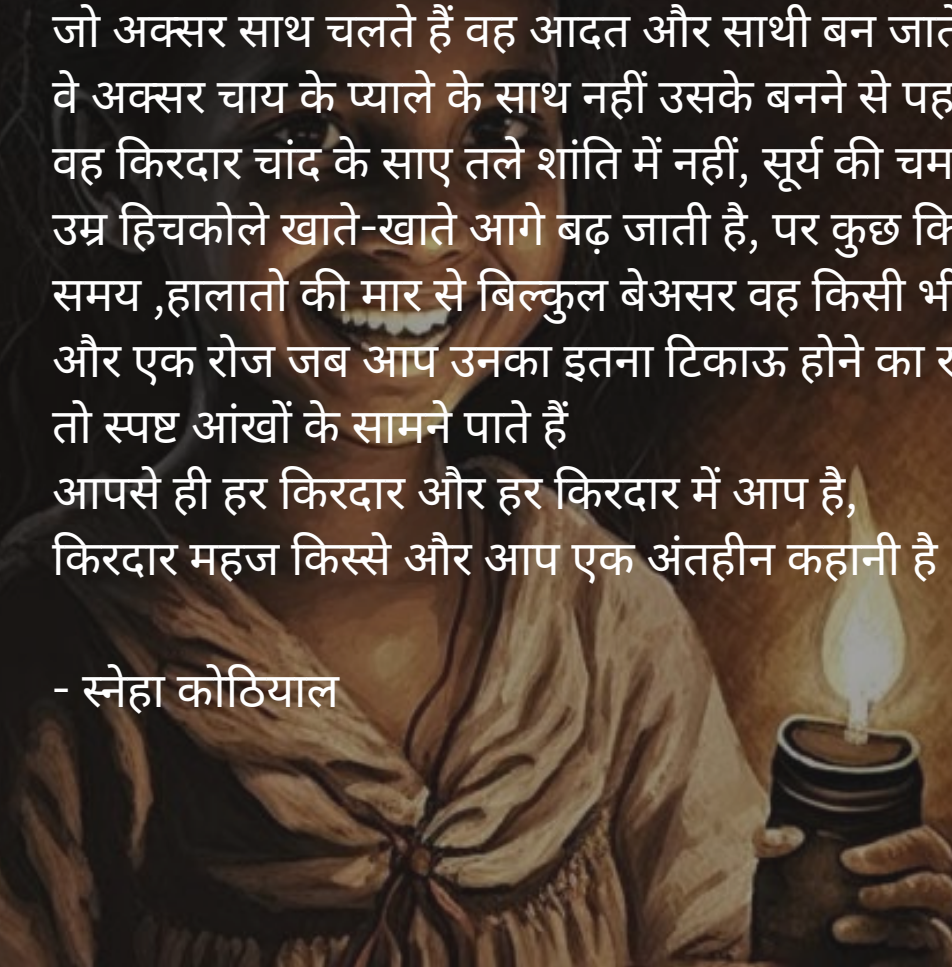 जो अक्सर साथ चलते हैं वह आदत और साथी बन जाते
वे अक्सर चाय के प्याले के साथ नहीं उसके बनने से
वह किरदार चांद के साए तले शांति में नहीं, सूर्य की
उम्र हिचकोले खाते-खाते आगे बढ़ जाती है, पर कुछ
समय ,हालातो की मार से बिल्कुल बेअसर वह किसी भी
और एक रोज जब आप उनका इतना टिकाऊ होने का
तो स्पष्ट आंखों के सामने पाते हैं
आपसे ही हर किरदार और हर किरदार में आप है,
किरदार महज किस्से और आप एक अंतहीन कहानी है
- स्नेहा कोठियाल